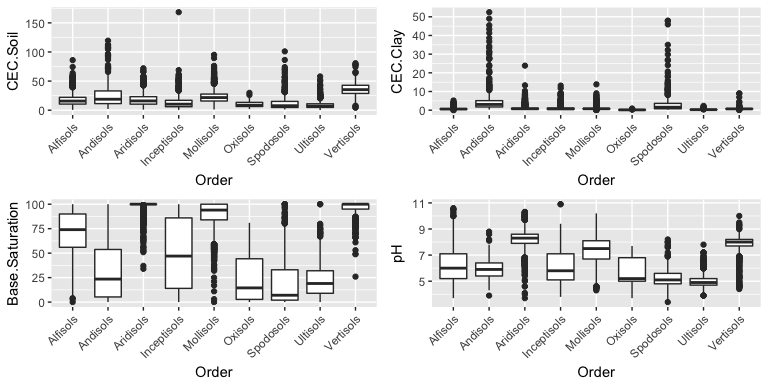 CEC.Soil
150
100
50
0
Alfisols Andisols Aridisols Inceptisols Mollisols Oxisols Spodosols Ultisols Vertisols
Order
CEC.Clay
50
40
30
20
10
0
Alfisols Andisols Aridisols Inceptisols Mollisols Oxisols Spodosols Ultisols Vertisols
Order
Base.Saturation
100
75
50
25
0
Alfisols Andisols Aridisols Inceptisols Mollisols Oxisols Spodosols Ultisols Vertisols
Order
pH
11
9
7
5
Alfisols Andisols Aridisols Inceptisols Mollisols Oxisols Spodosols Ultisols Vertisols
Order